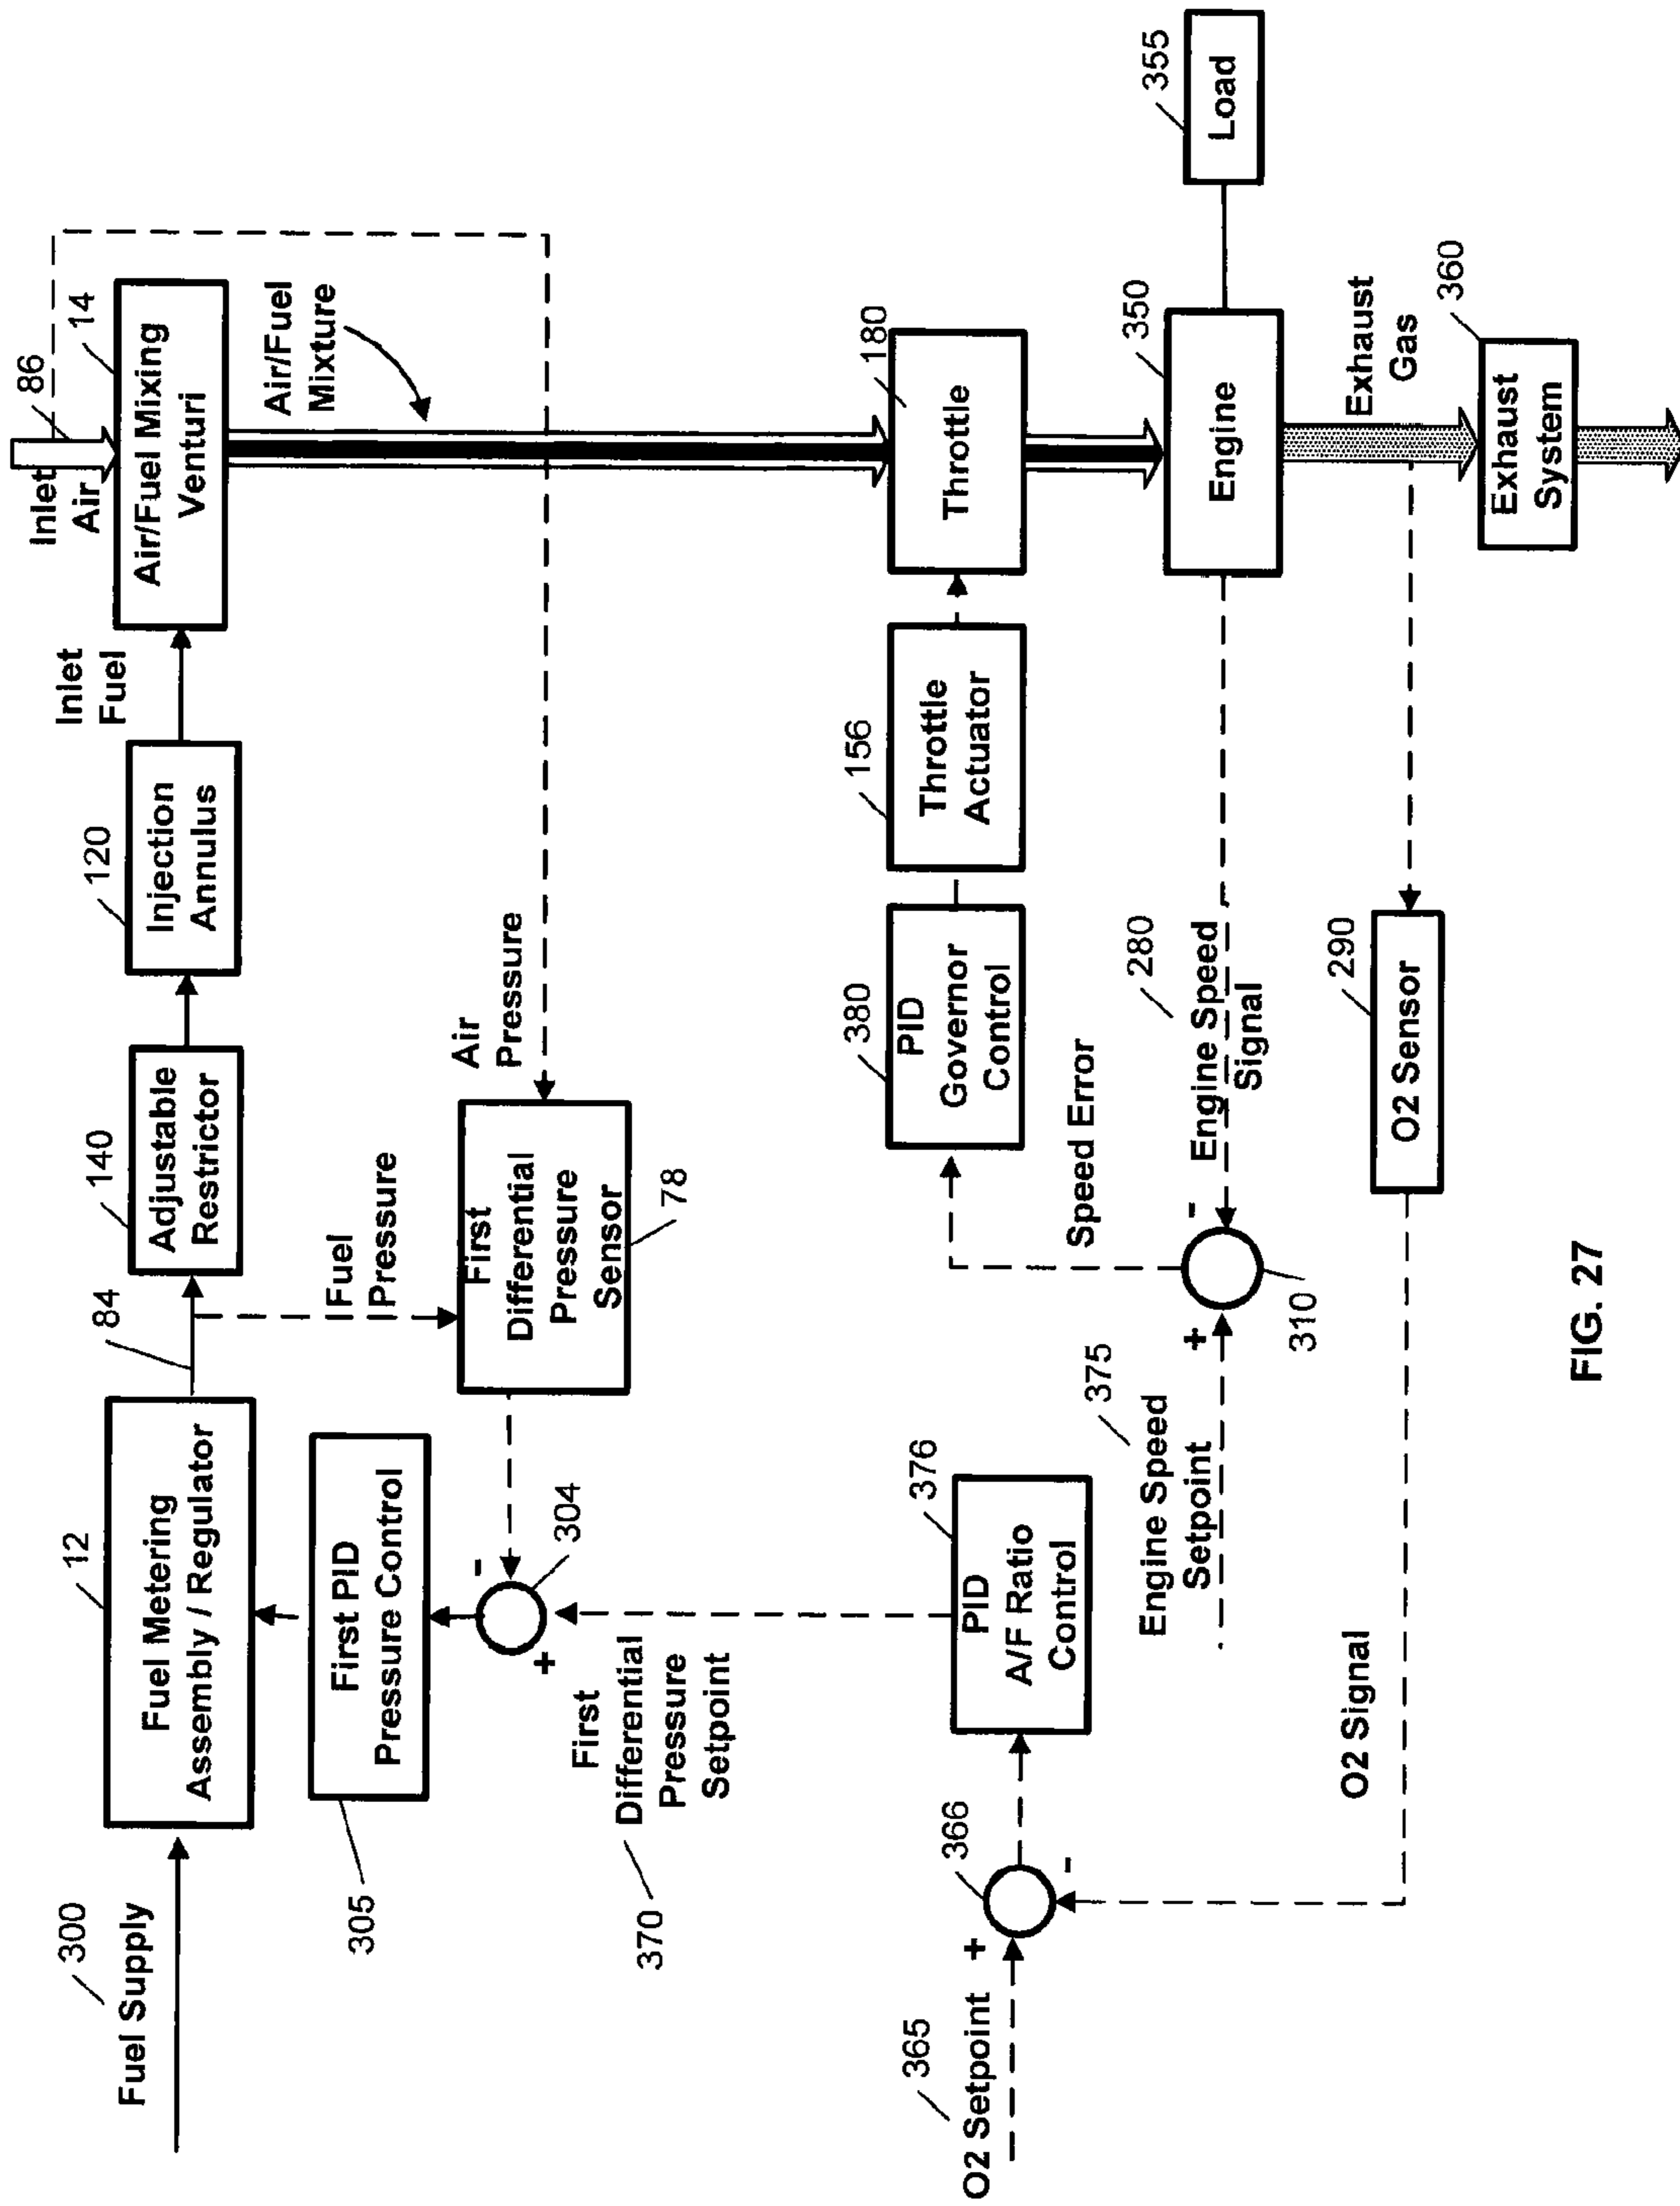 300
Fuel Supply
12
Fuel Metering
Assembly / Regulator
84
140
Adjustable
Restrictor
120
Injection
Annulus
Inlet
Fuel
Inlet
Air
86
14
Air/Fuel Mixing
Venturi
Air/Fuel
Mixture
305
First PID
Pressure Control
-
304
+
Fuel
Pressure
First
Differential
Pressure
Sensor
78
Air
Pressure
370
First
Differential
Pressure
Setpoint
365
O2 Setpoint
+
366
-
376
PID
A/F Ratio
Control
380
PID
Governor
Control
156
Throttle
Actuator
180
Throttle
Speed Error
375
Engine Speed
Setpoint
+
310
-
280
Engine Speed
Signal
350
Engine
355
Load
O2 Signal
290
O2 Sensor
Exhaust
Gas
360
Exhaust
System
FIG. 27